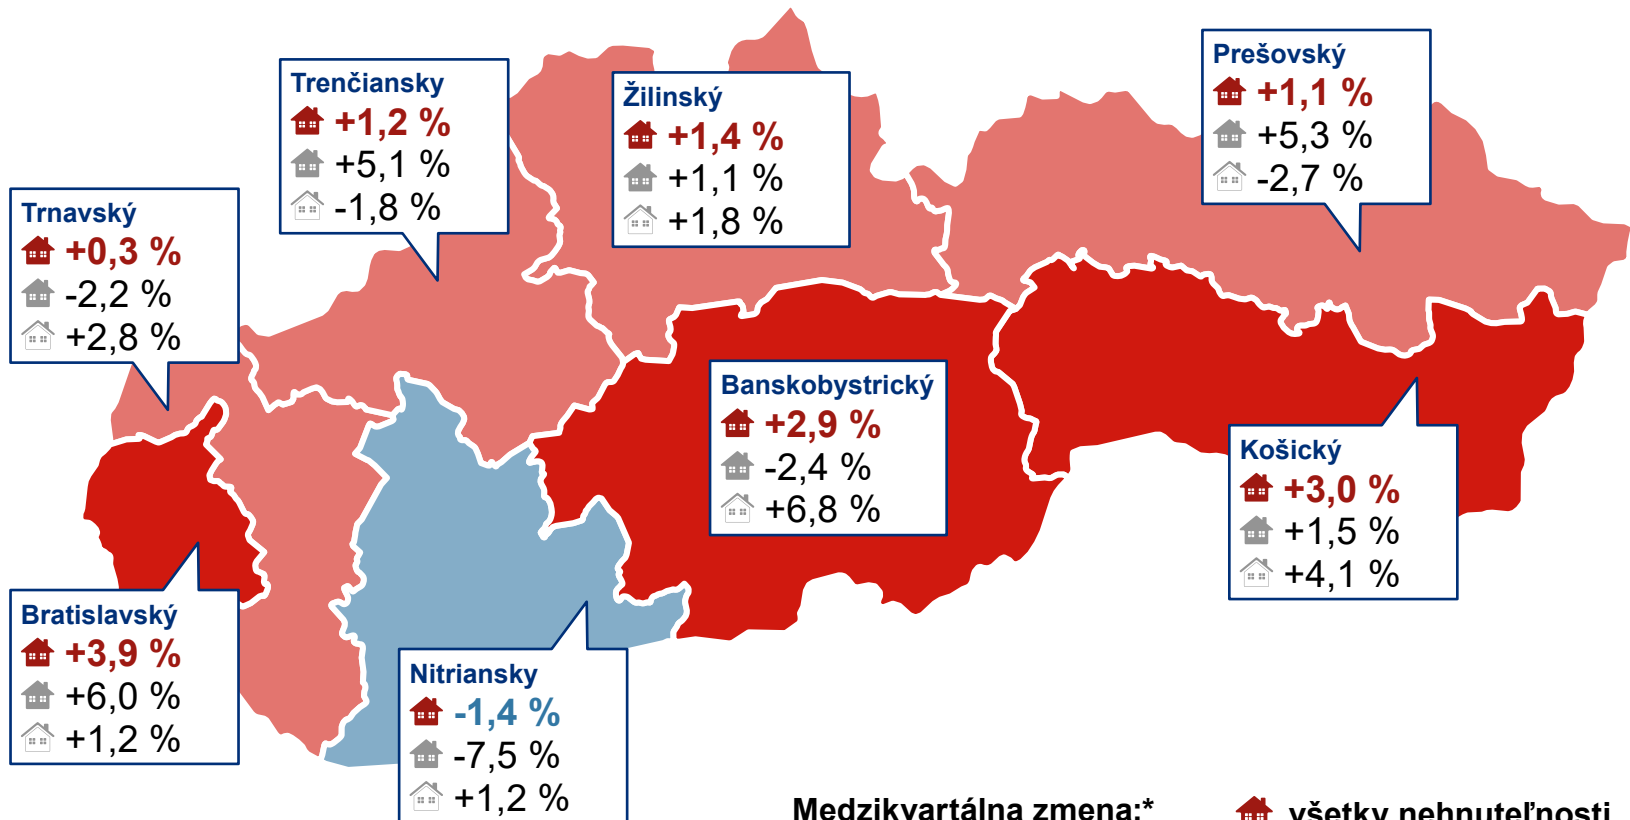 Trenčiansky
+1,2 %
+5,1 %
-1,8 %
Žilinský
+1,4 %
+1,1 %
+1,8 %
Prešovský
+1,1 %
+5,3 %
-2,7 %
Trnavský
+0,3 %
-2,2 %
+2,8 %
Banskobystrický
+2,9 %
-2,4 %
+6,8 %
Košický
+3,0 %
+1,5 %
+4,1 %
Bratislavský
+3,9 %
+6,0 %
+1,2 %
Nitriansky
-1,4 %
-7,5 %
+1,2 %
Medzikvartálna zmena:*
všetky nehnuteľnosti